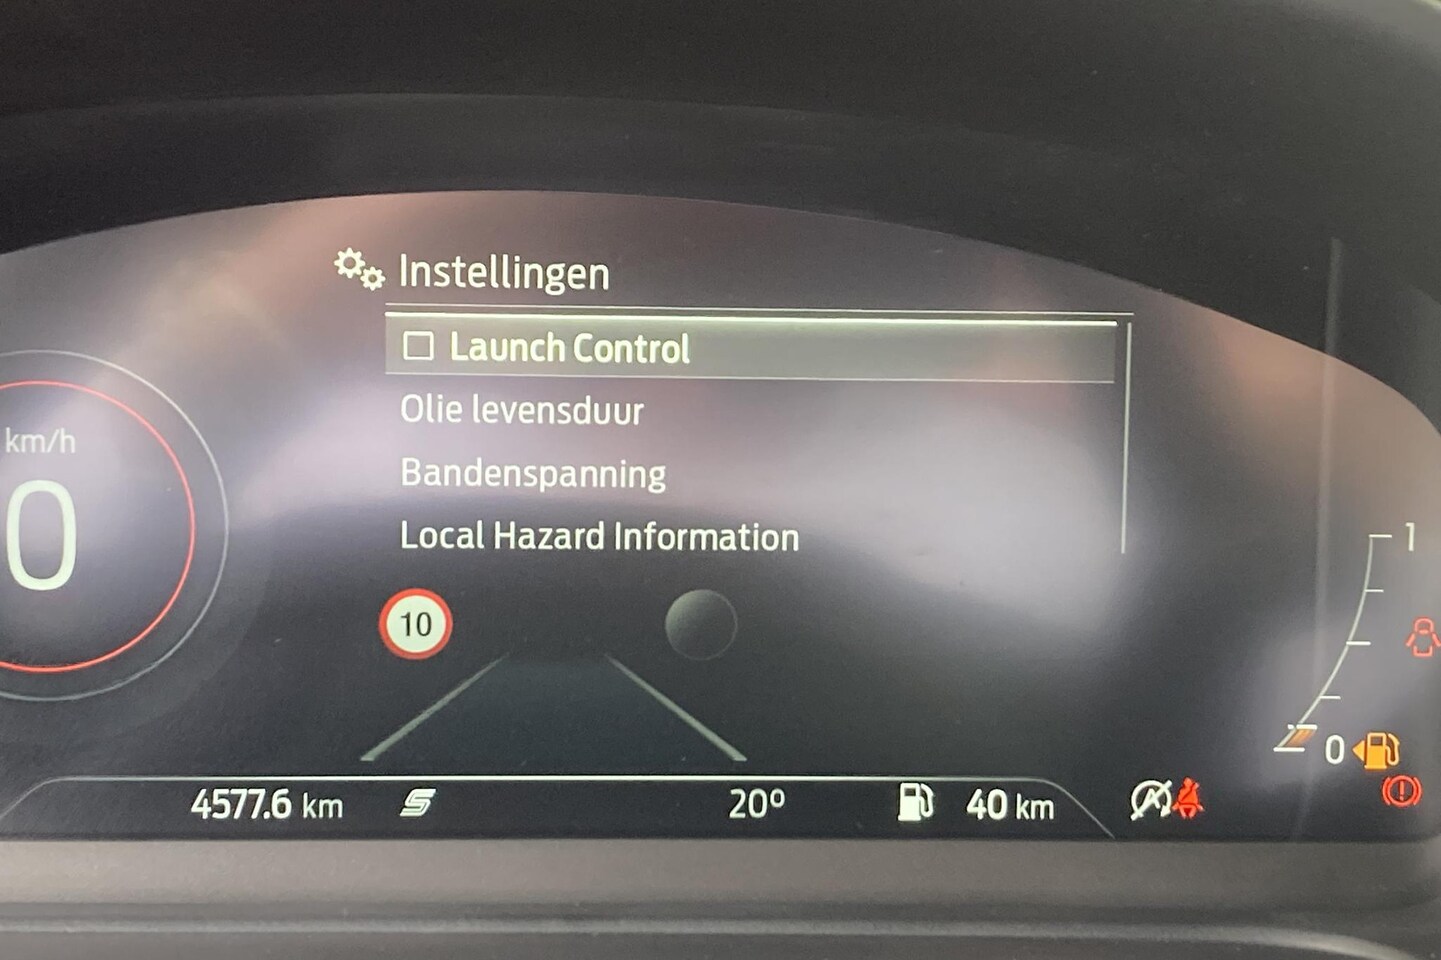 Instellingen
Launch Control
Olie levensduur
Bandenspanning
Local Hazard Information
km/h
0
10
1
0
4577.6 km
S
20º
40 km